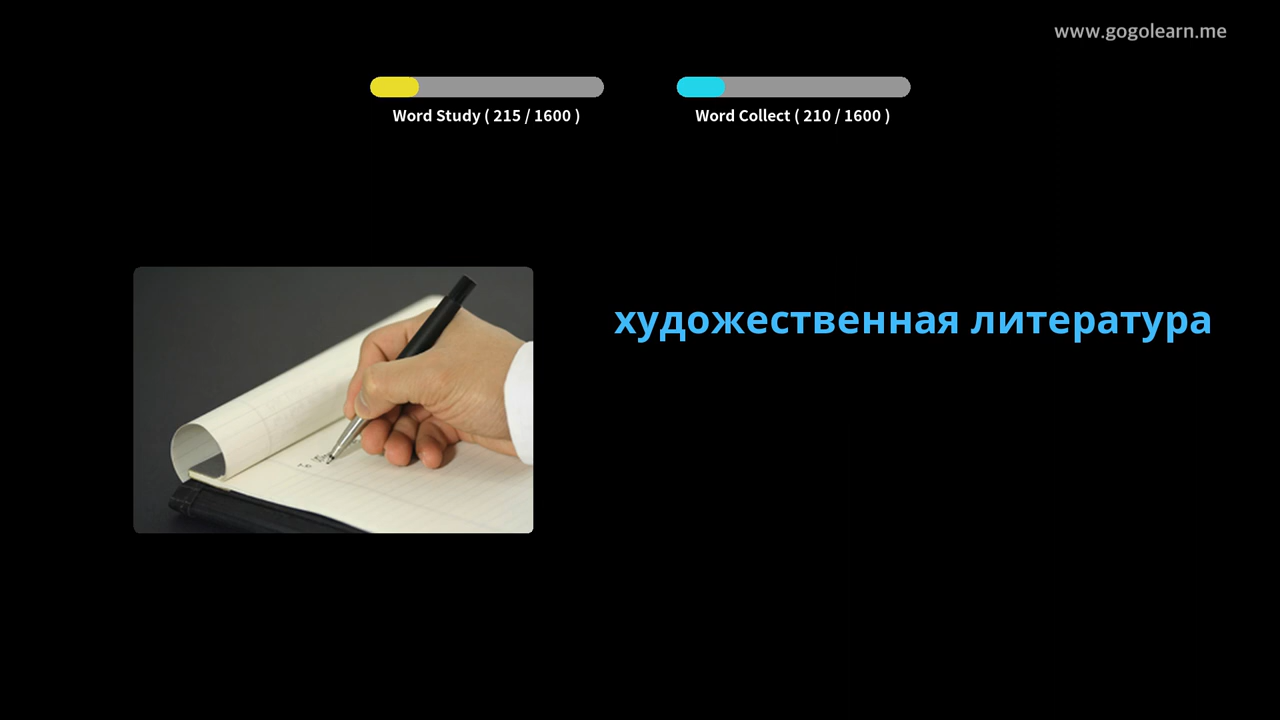 www.gogolearn.me
Word Study ( 215 / 1600 )
Word Collect ( 210 / 1600 )
художественная литература